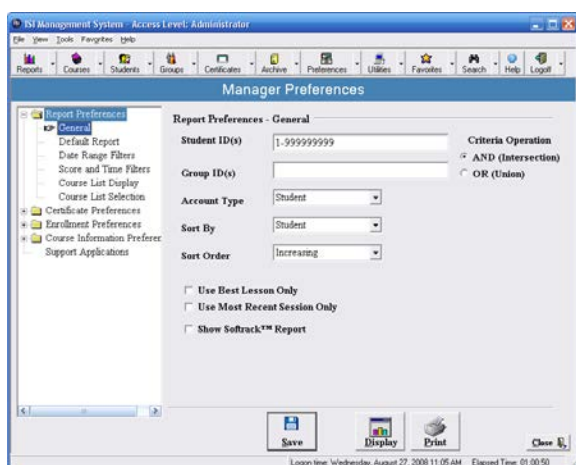 ISI Management System - Access Level: Administrator
File View Tools Favorites Help
Reports Courses Students Groups Certificates Archive Preferences Utilities Favorites Search Help Logoff
Manager Preferences
Report Preferences
General
Default Report
Date Range Filters
Score and Time Filters
Course List Display
Course List Selection
Certificate Preferences
Enrollment Preferences
Course Information Preferer
Support Applications
Report Preferences - General
Student ID(s) 1-999999999
Group ID(s)
Account Type Student
Sort By Student
Sort Order Increasing
Criteria Operation
AND (Intersection)
OR (Union)
Use Best Lesson Only
Use Most Recent Session Only
Show Softrack™ Report
Save Display Print Close
Logon time: Wednesday, August 27, 2008 11:05 AM Elapsed Time: 01:00:50